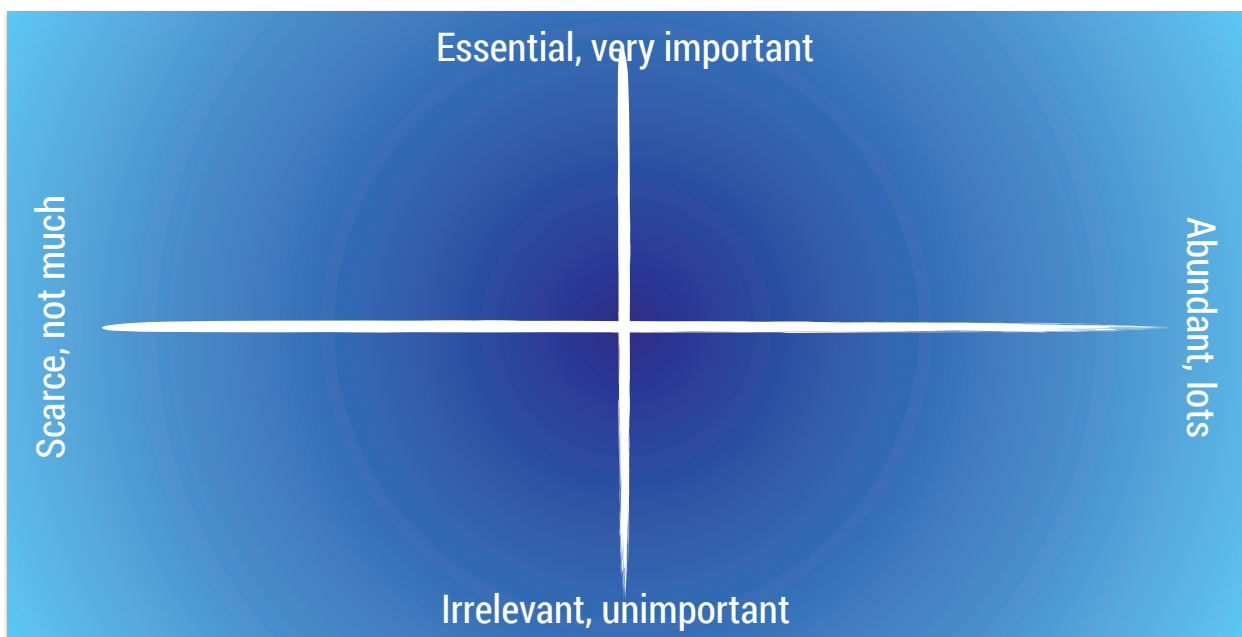 Essential, very important
Scarce, not much
Abundant, lots
Irrelevant, unimportant